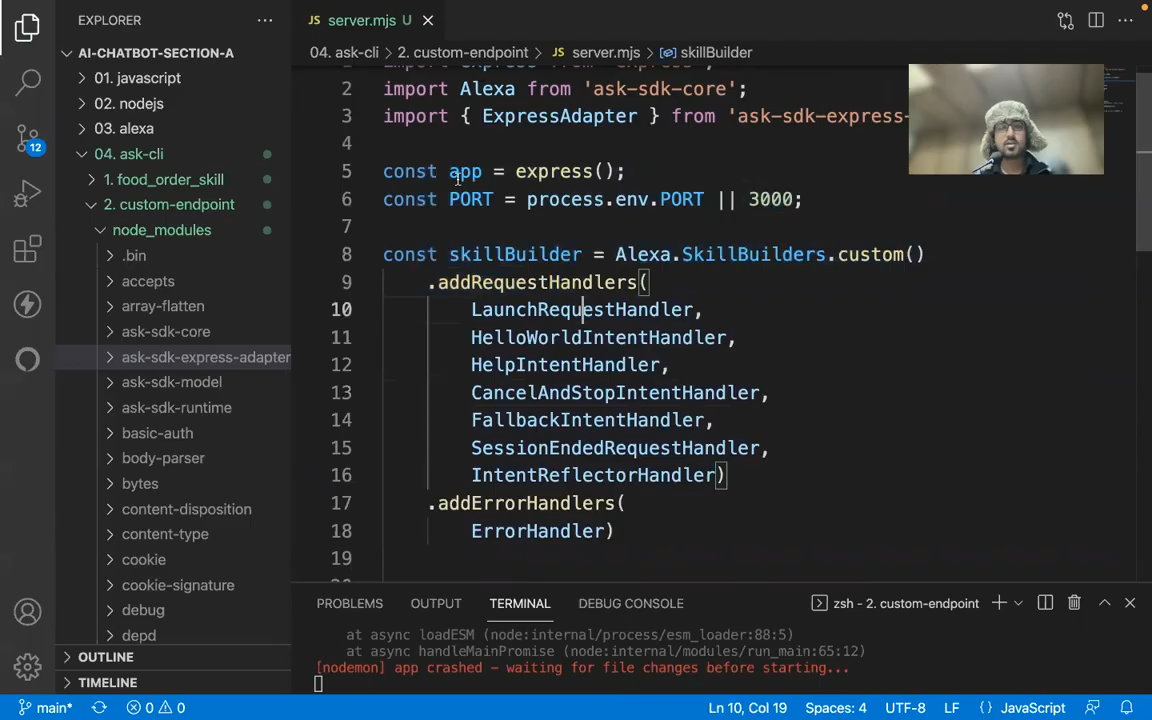 EXPLORER
AI-CHATBOT-SECTION-A
01. javascript
02. nodejs
03. alexa
04. ask-cli
1. food_order_skill
2. custom-endpoint
node_modules
.bin
accepts
array-flatten
ask-sdk-core
ask-sdk-express-adapter
ask-sdk-model
ask-sdk-runtime
basic-auth
body-parser
bytes
content-disposition
content-type
cookie
cookie-signature
debug
depd
OUTLINE
TIMELINE
12
JS server.mjs U
04. ask-cli > 2. custom-endpoint > JS server.mjs > skillBuilder
2 import Alexa from 'ask-sdk-core';
3 import { ExpressAdapter } from 'ask-sdk-express-
4
5 const app = express();
6 const PORT = process.env.PORT || 3000;
7
8 const skillBuilder = Alexa.SkillBuilders.custom()
9 .addRequestHandlers(
10 LaunchRequestHandler,
11 HelloWorldIntentHandler,
12 HelpIntentHandler,
13 CancelAndStopIntentHandler,
14 FallbackIntentHandler,
15 SessionEndedRequestHandler,
16 IntentReflectorHandler)
17 .addErrorHandlers(
18 ErrorHandler)
19
PROBLEMS OUTPUT TERMINAL DEBUG CONSOLE zsh - 2. custom-endpoint
at async loadESM (node:internal/process/esm_loader:88:5)
at async handleMainPromise (node:internal/modules/run_main:65:12)
[nodemon] app crashed - waiting for file changes before starting...
main* 0 0 Ln 10, Col 19 Spaces: 4 UTF-8 LF {} JavaScript